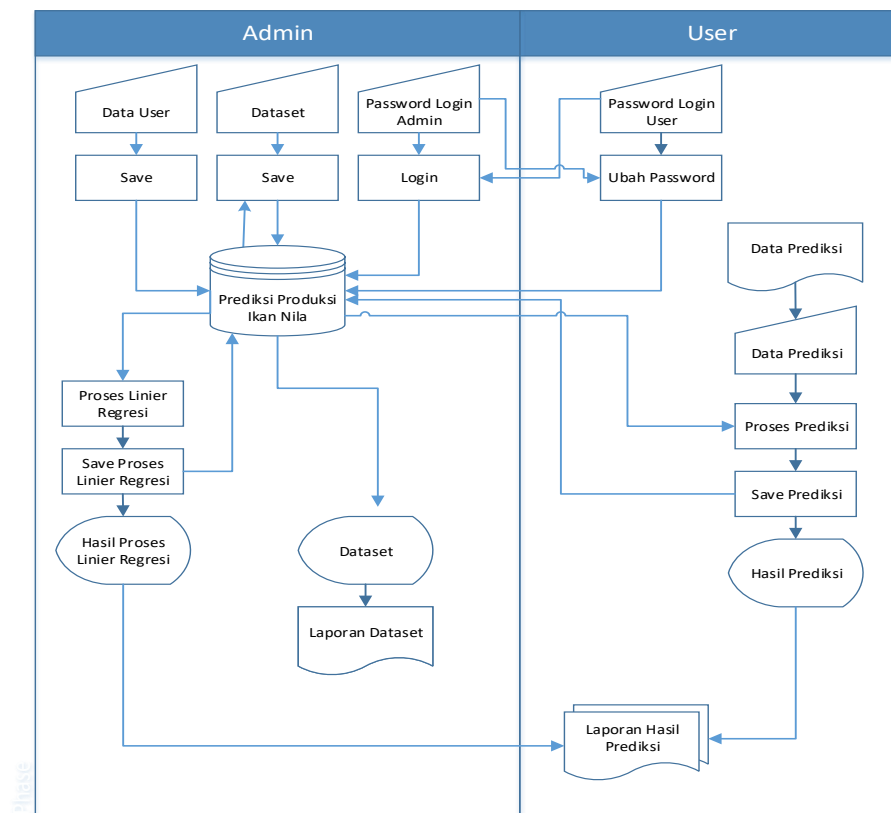 Admin
User
Data User
Dataset
Password Login
Admin
Password Login
User
Save
Save
Login
Ubah Password
Data Prediksi
Prediksi Produksi
Ikan Nila
Data Prediksi
Proses Linier
Regresi
Proses Prediksi
Save Proses
Linier Regresi
Save Prediksi
Hasil Proses
Linier Regresi
Dataset
Hasil Prediksi
Laporan Dataset
Laporan Hasil
Prediksi
Phase